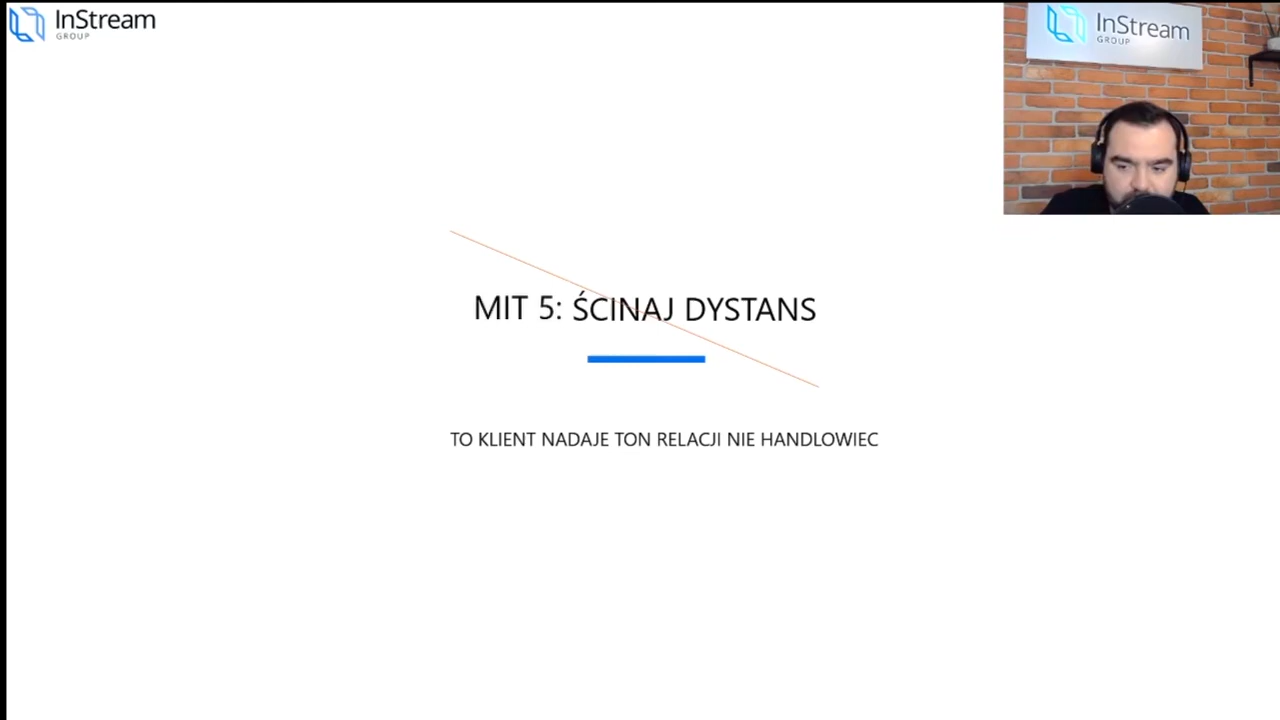 InStream
GROUP
InStream
GROUP
MIT 5: ŚCINAJ DYSTANS
TO KLIENT NADAJE TON RELACJI NIE HANDLOWIEC